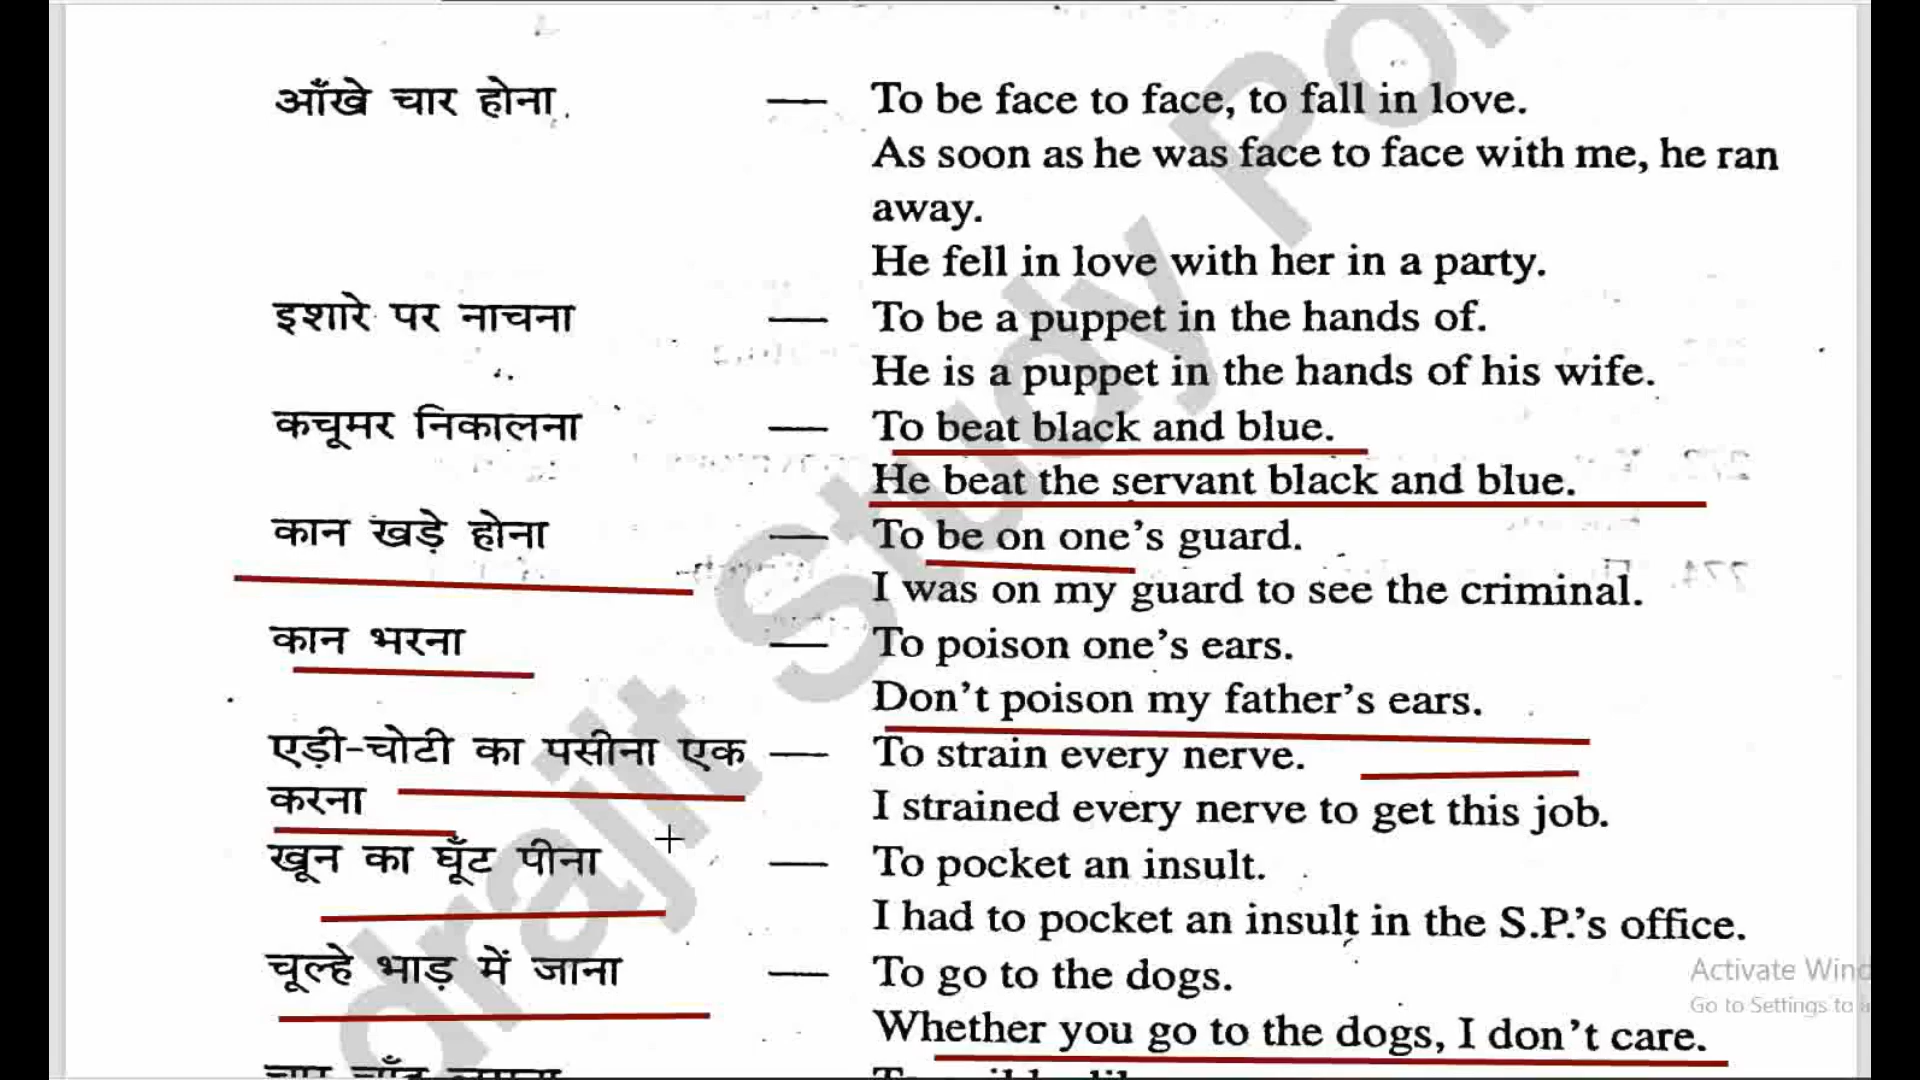 आँखे चार होना — To be face to face, to fall in love.
As soon as he was face to face with me, he ran
away.
He fell in love with her in a party.
इशारे पर नाचना — To be a puppet in the hands of.
He is a puppet in the hands of his wife.
कचूमर निकालना — To beat black and blue.
He beat the servant black and blue.
कान खड़े होना — To be on one's guard.
I was on my guard to see the criminal.
कान भरना — To poison one's ears.
Don't poison my father's ears.
एड़ी-चोटी का पसीना एक — To strain every nerve.
करना I strained every nerve to get this job.
खून का घूँट पीना — To pocket an insult.
I had to pocket an insult in the S.P.'s office.
चूल्हे भाड़ में जाना — To go to the dogs.
Whether you go to the dogs, I don't care.
drajit Study
Activate
Go to Settings to